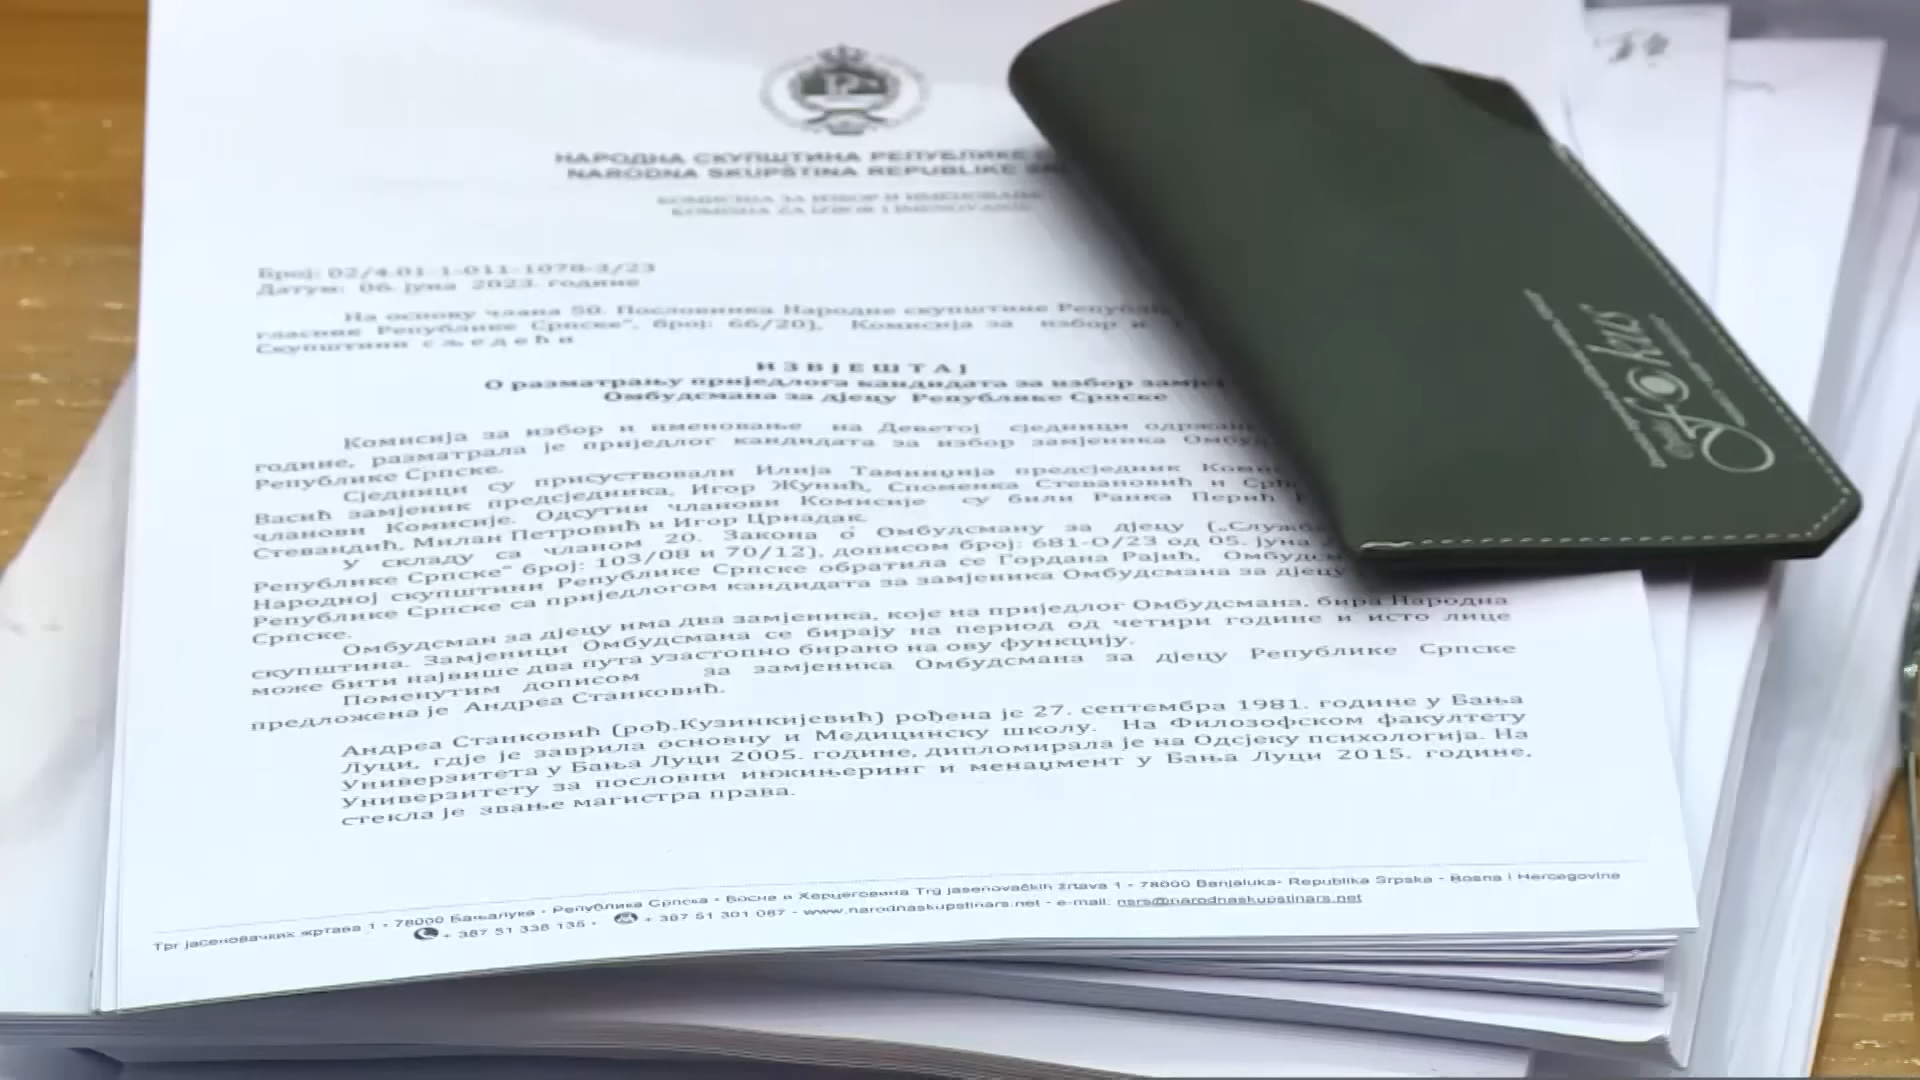 НАРОДНА СКУПШТИНА РЕПУБЛИКЕ
NARODNA SKUPŠTINA REPUBLIKE
КОМИСИЈА ЗА ИЗБОР И ИМЕНОВАЊЕ
KOMISIJA ZA IZBOR I IMENOVANJE
Број: 02/4.01-1-011-1078-3/23
Датум: 06. јуна 2023. године
На основу члана 50. Пословника Народне скупштине
гласник Републике Српске", број: 66/20), Комисија за избор и
Скупштини сљедећи
ИЗВЈЕШТАЈ
О разматрању приједлога кандидата за избор
Омбудсмана за дјецу Републике Српске
Комисија за избор и именовање на Деветој сједници
године, разматрала је приједлог кандидата за избор замјеника
Републике Српске.
Сједници су присуствовали Илија Таминџија предсједник
Васић замјеник предсједника, Игор Жунић, Споменка Стевановић и
чланови Комисије. Одсутни чланови Комисије су били Ранка Перић
Стевандић, Милан Петровић и Игор Црнадак.
У складу са чланом 20. Закона о Омбудсману за дјецу
Републике Српске" број: 103/08 и 70/12), дописом број: 681-О/23 од 05. јуна
Народној скупштини Републике Српске обратила се Гордана Рајић,
Републике Српске са приједлогом кандидата за замјеника Омбудсмана за дјецу
Српске.
Омбудсман за дјецу има два замјеника, које на приједлог Омбудсмана, бира Народна
скупштина. Замјеници Омбудсмана се бирају на период од четири године и исто лице
може бити највише два пута узастопно бирано на ову функцију.
Поменутим дописом за замјеника Омбудсмана за дјецу Републике Српске
предложена је Андреа Станковић.
Андреа Станковић (рођ.Кузинкијевић) рођена је 27. септембра 1981. године у Бања
Луци, гдје је заврила основну и Медицинску школу. На Филозофском факултету
Универзитета у Бања Луци 2005. године, дипломирала је на Одсјеку психологија. На
Универзитету за пословни инжињеринг и менаџмент у Бања Луци 2015. године,
стекла је звање магистра права.
Трг јасеновачких жртава 1 - 78000 Бањалука - Република Српска - Босна и Херцеговина Trg jasenovačkih žrtava 1 - 78000 Banjaluka- Republika Srpska - Bosna i Hercegovina
+ 387 51 338 135 - + 387 51 301 087 - www.narodnaskupstinars.net - e-mail: nsrs@narodnaskupstinars.net
Fokus